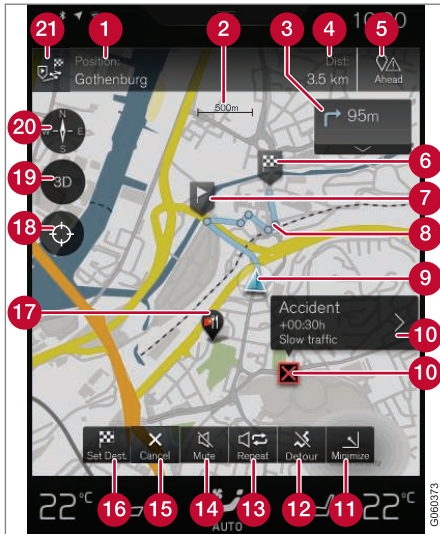 10:20
21
1
2
3
4
5
Position:
Gothenburg
Dist:
3.5 km
Ahead
500m
95m
20
N
W
E
S
19
3D
18
6
7
8
9
17
Accident
+00:30h
Slow traffic
10
10
Set Dest.
Cancel
Mute
Repeat
Detour
Minimize
16
15
14
13
12
11
22°C
AUTO
22°C
G060373